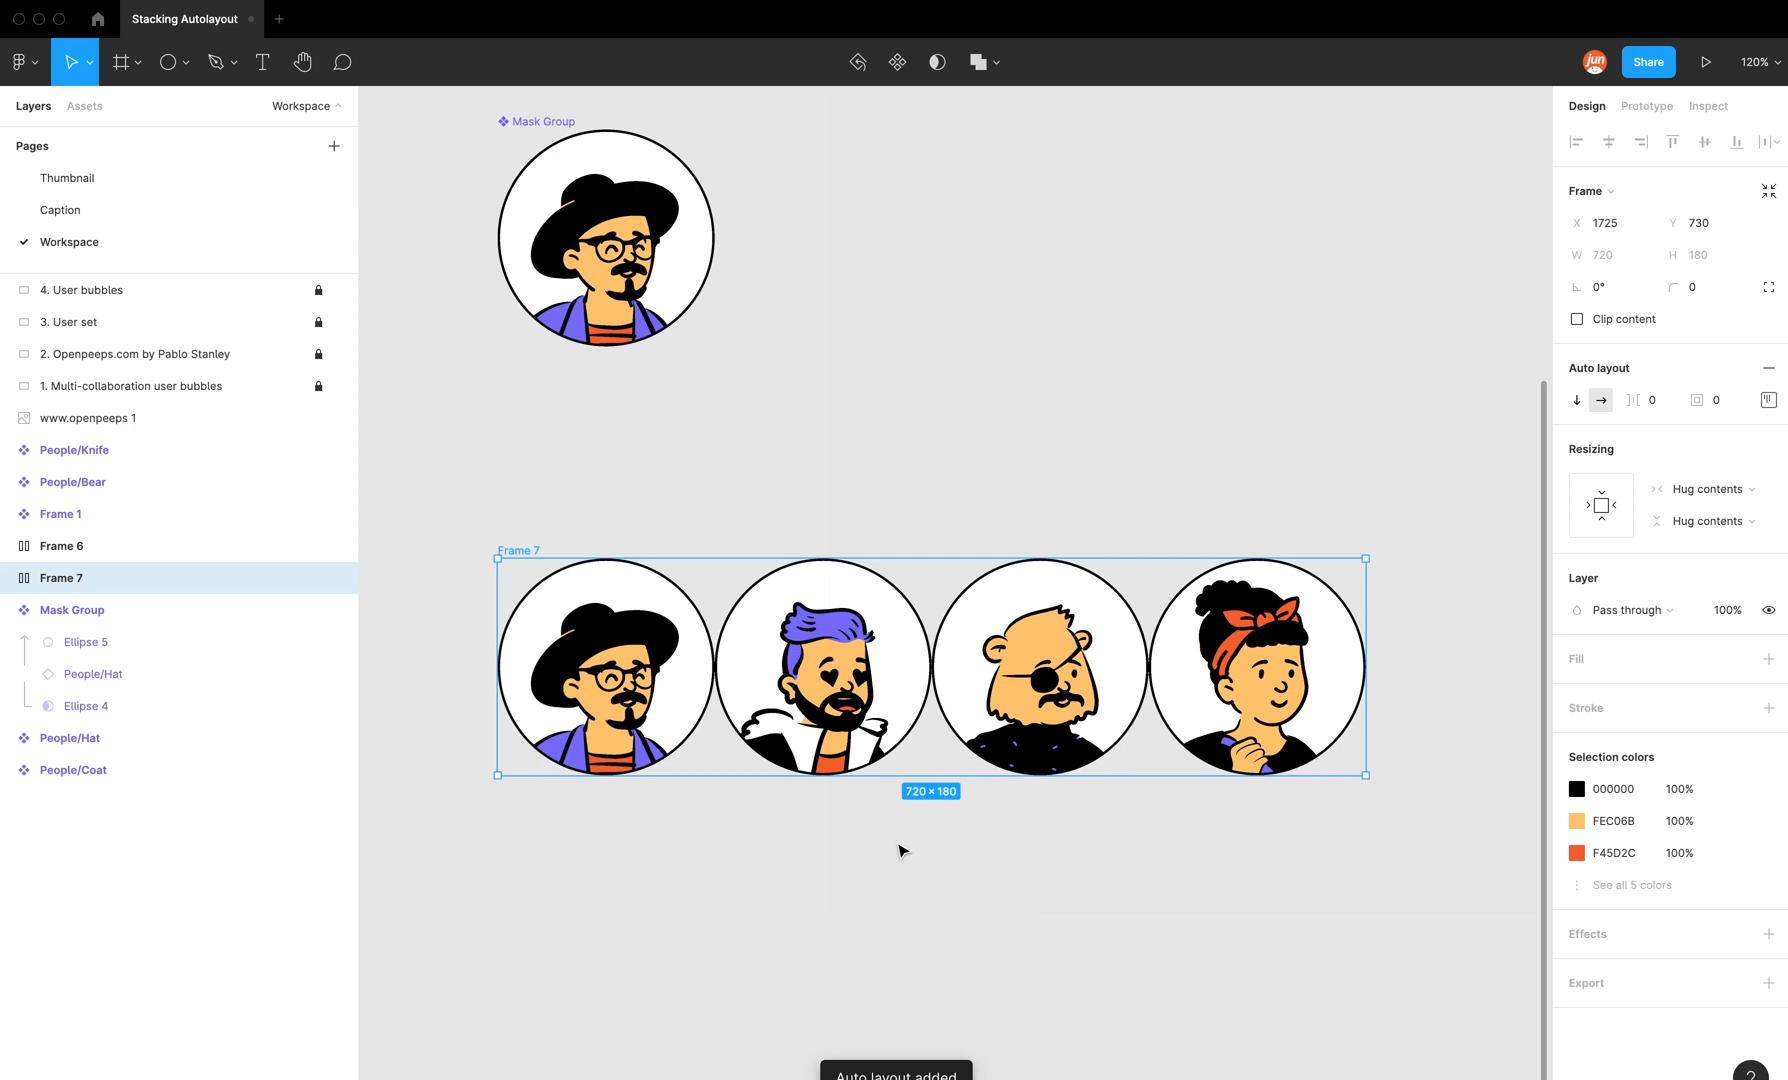 Stacking Autolayout
jun
Share
120%
Layers
Assets
Workspace
Pages
Thumbnail
Caption
Workspace
4. User bubbles
3. User set
2. Openpeeps.com by Pablo Stanley
1. Multi-collaboration user bubbles
www.openpeeps 1
People/Knife
People/Bear
Frame 1
Frame 6
Frame 7
Mask Group
Ellipse 5
People/Hat
Ellipse 4
People/Hat
People/Coat
Mask Group
Frame 7
720 × 180
Auto layout added
Design
Prototype
Inspect
Frame
X 1725
Y 730
W 720
H 180
0°
0
Clip content
Auto layout
0
0
Resizing
Hug contents
Hug contents
Layer
Pass through
100%
Fill
Stroke
Selection colors
000000 100%
FEC06B 100%
F45D2C 100%
See all 5 colors
Effects
Export
?